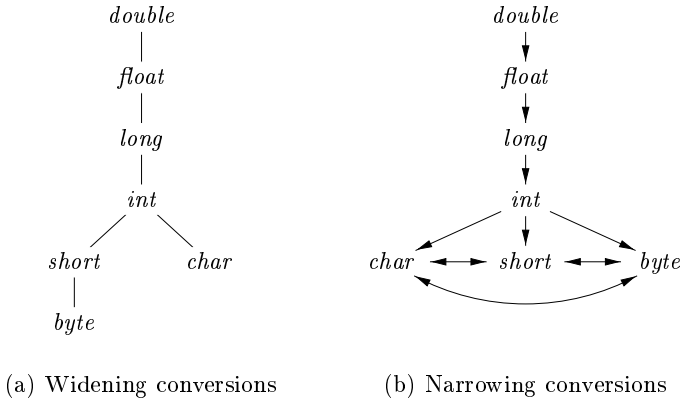 double
float
long
int
short char
byte
(a) Widening conversions
double
float
long
int
char short byte
(b) Narrowing conversions